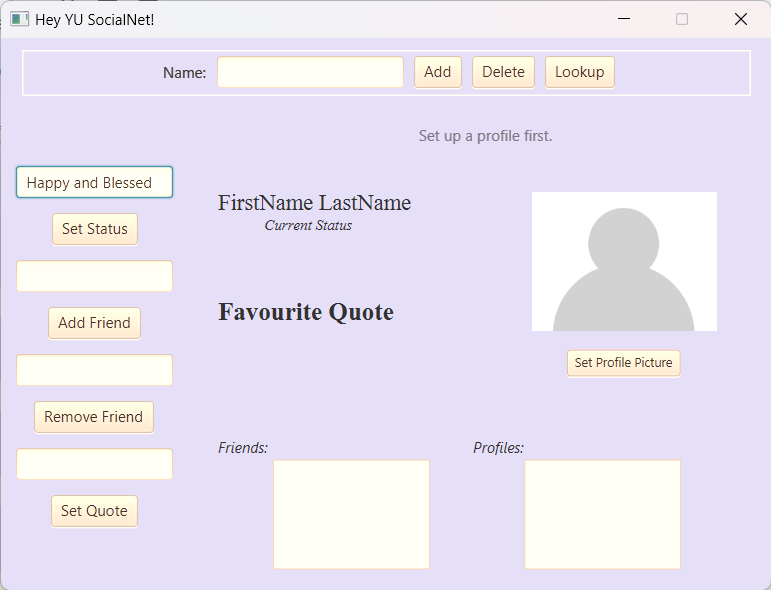 Hey YU SocialNet!
Name: Add Delete Lookup
Set up a profile first.
Happy and Blessed
Set Status
Add Friend
Remove Friend
Set Quote
FirstName LastName
Current Status
Favourite Quote
Set Profile Picture
Friends:
Profiles: